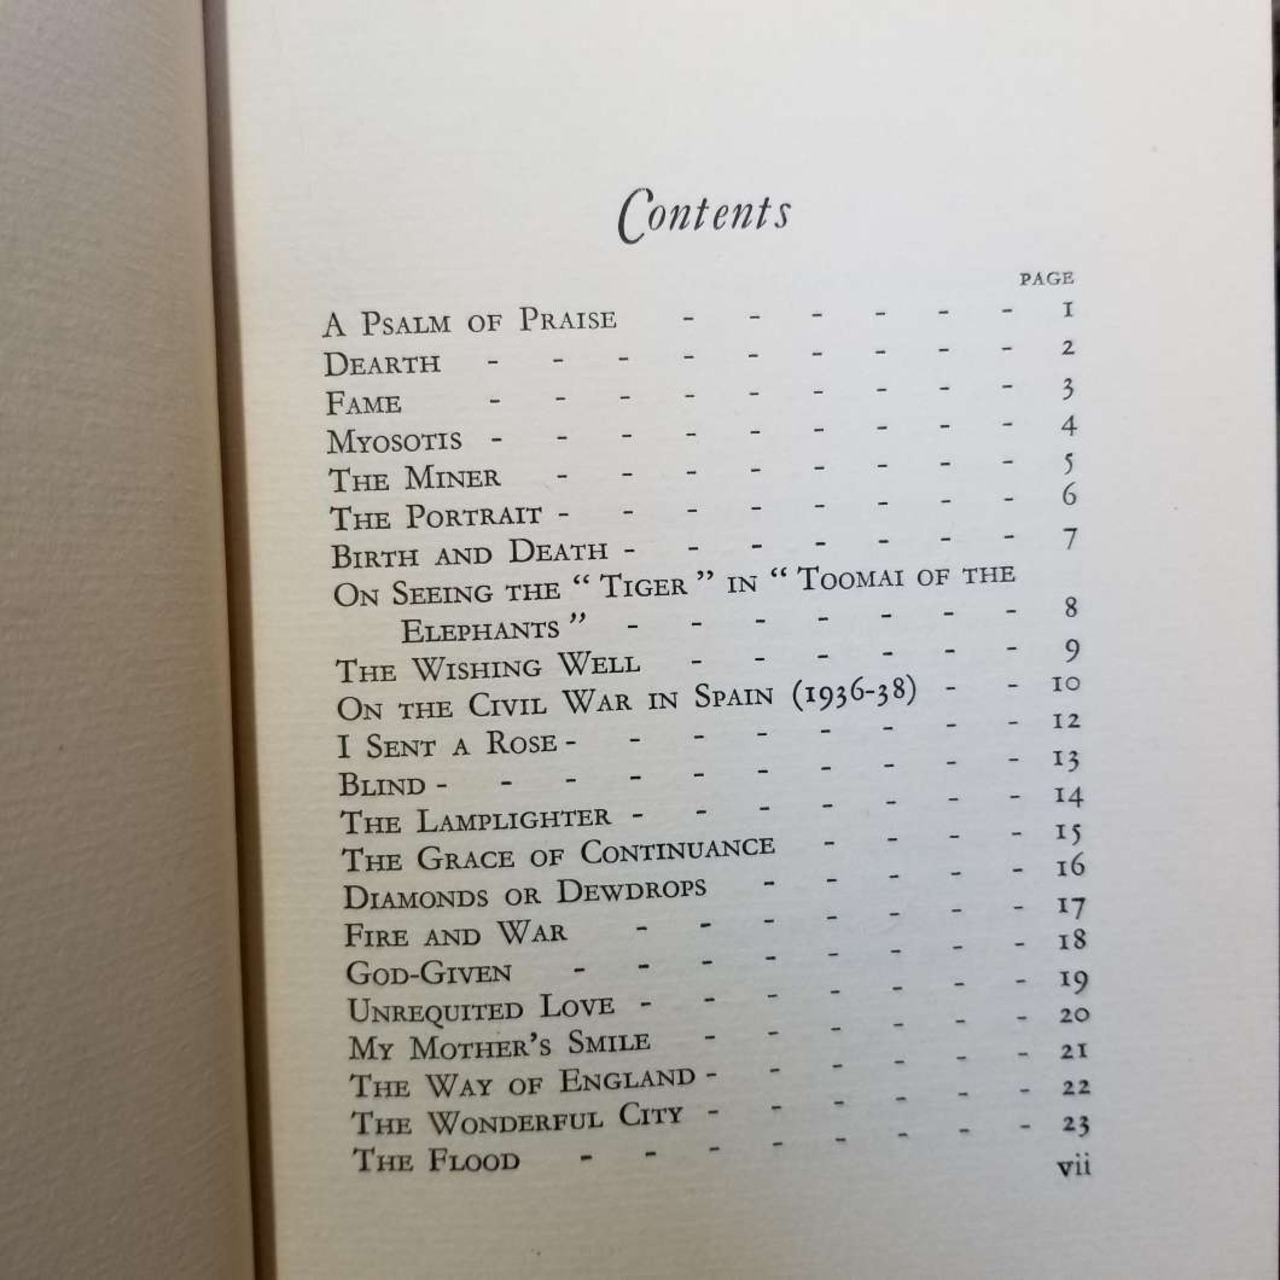 Contents
PAGE
A Psalm of Praise - - - - - - 1
Dearth - - - - - - - - - 2
Fame - - - - - - - - - 3
Myosotis - - - - - - - - - 4
The Miner - - - - - - - - 5
The Portrait - - - - - - - - 6
Birth and Death - - - - - - - 7
On Seeing the “ Tiger ” in “ Toomai of the
Elephants ” - - - - - - - 8
The Wishing Well - - - - - - 9
On the Civil War in Spain (1936-38) - - 10
I Sent a Rose - - - - - - - - 12
Blind - - - - - - - - - - 13
The Lamplighter - - - - - - - 14
The Grace of Continuance - - - - 15
Diamonds or Dewdrops - - - - - 16
Fire and War - - - - - - - 17
God-Given - - - - - - - - 18
Unrequited Love - - - - - - - 19
My Mother’s Smile - - - - - - 20
The Way of England - - - - - - 21
The Wonderful City - - - - - - 22
The Flood - - - - - - - - 23
vii